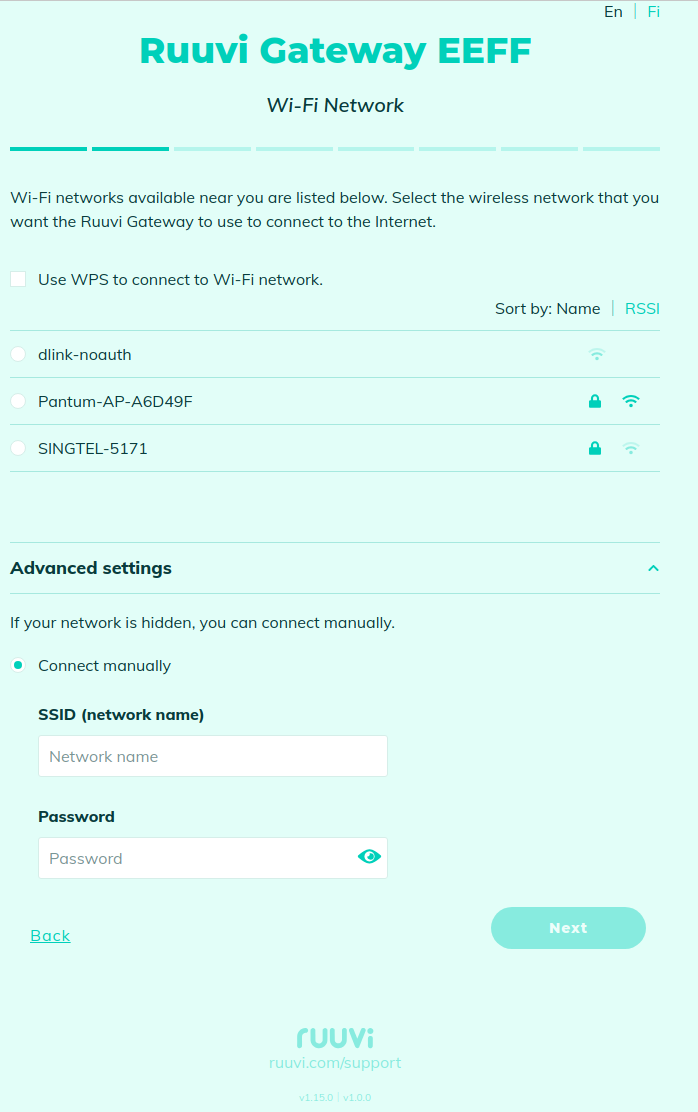 En | Fi
Ruuvi Gateway EEFF
Wi-Fi Network
Wi-Fi networks available near you are listed below. Select the wireless network that you
want the Ruuvi Gateway to use to connect to the Internet.
Use WPS to connect to Wi-Fi network.
Sort by: Name | RSSI
dlink-noauth
Pantum-AP-A6D49F
SINGTEL-5171
Advanced settings
If your network is hidden, you can connect manually.
Connect manually
SSID (network name)
Network name
Password
Password
Back
Next
ruuvi
ruuvi.com/support
v1.15.0 | v1.0.0